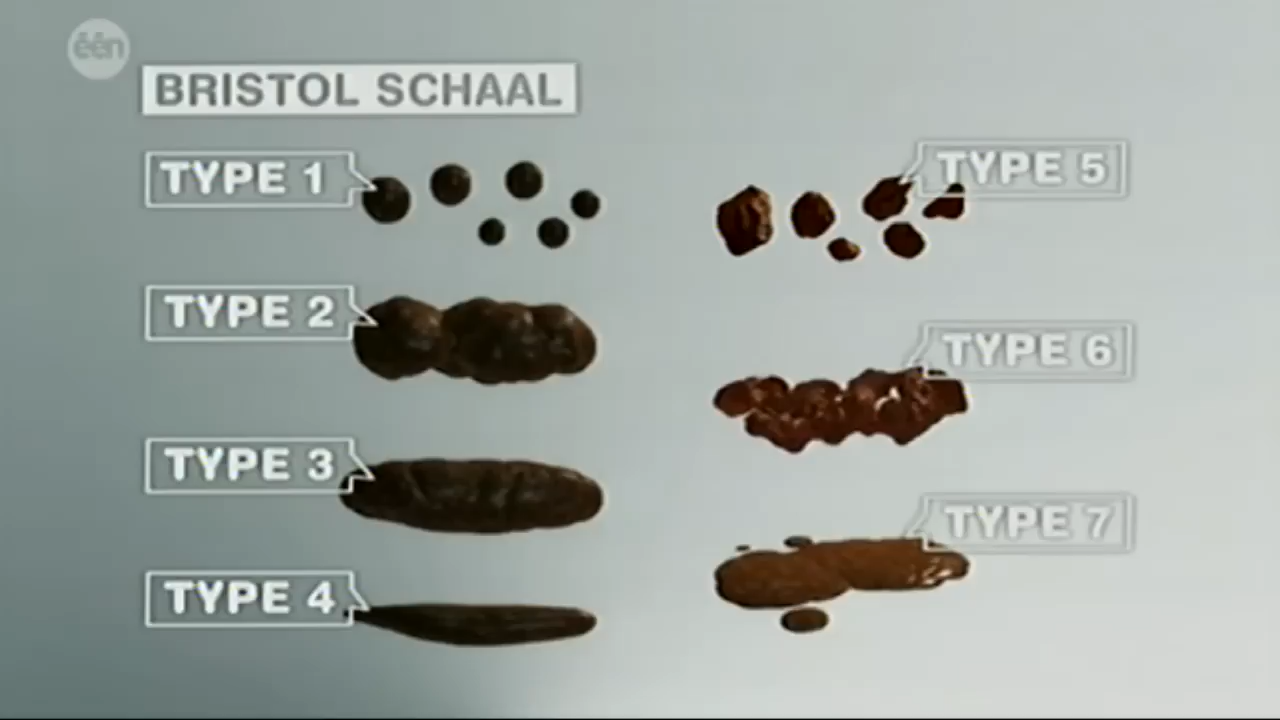 één
BRISTOL SCHAAL
TYPE 1
TYPE 2
TYPE 3
TYPE 4
TYPE 5
TYPE 6
TYPE 7